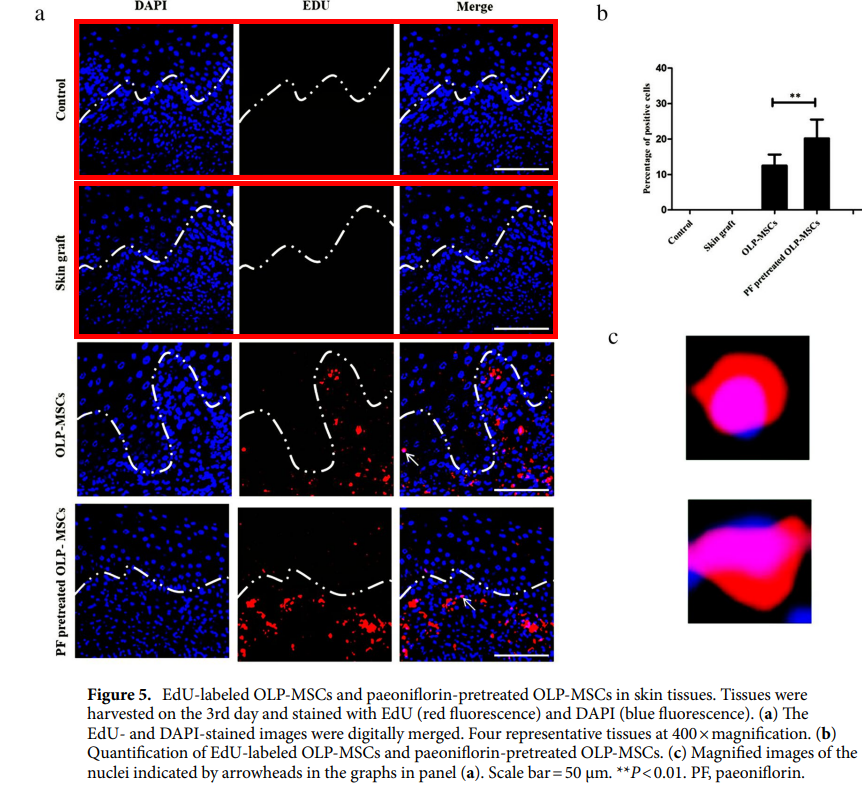 a
DAPI
EDU
Merge
Control
Skin graft
OLP-MSCs
PF pretreated OLP- MSCs
b
Percentage of positive cells
40
30
20
10
0
**
Control
Skin graft
OLP-MSCs
PF pretreated OLP-MSCs
c
Figure 5. EdU-labeled OLP-MSCs and paeoniflorin-pretreated OLP-MSCs in skin tissues. Tissues were
harvested on the 3rd day and stained with EdU (red fluorescence) and DAPI (blue fluorescence). (a) The
EdU- and DAPI-stained images were digitally merged. Four representative tissues at 400 × magnification. (b)
Quantification of EdU-labeled OLP-MSCs and paeoniflorin-pretreated OLP-MSCs. (c) Magnified images of the
nuclei indicated by arrowheads in the graphs in panel (a). Scale bar = 50 μm. **P < 0.01. PF, paeoniflorin.